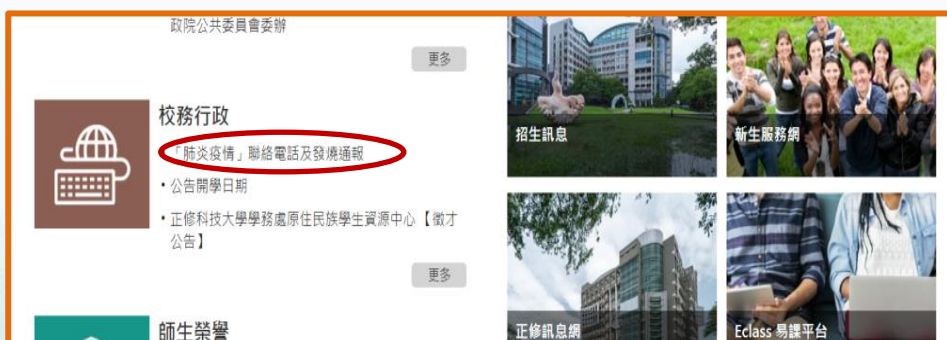 政院公共委員會委辦
更多
校務行政
「肺炎疫情」聯絡電話及發燒通報
• 公告開學日期
• 正修科技大學學務處原住民族學生資源中心【徵才
公告】
更多
師生榮譽
招生訊息
新生服務網
正修訊息網
Eclass 易課平台